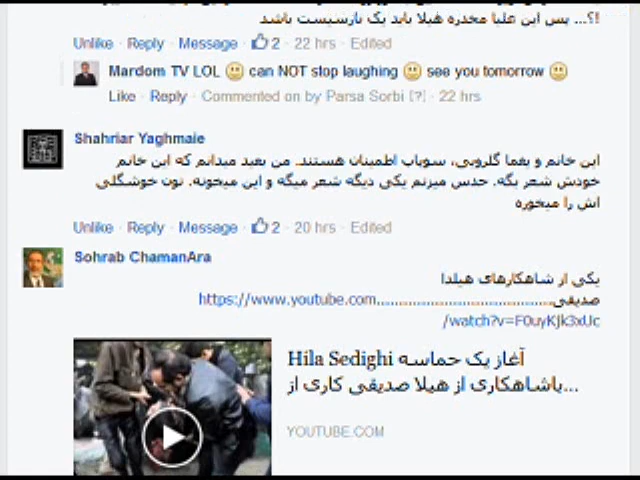 !؟... پس این علیا مخدره هیلا باید یک پارسیست باشد
Unlike · Reply · Message · 2 · 22 hrs · Edited
Mardom TV LOL can NOT stop laughing see you tomorrow
Like · Reply · Commented on by Parsa Sorbi [?] · 22 hrs
Shahriar Yaghmaie
این خانم و یغما گلرویی، سوپاپ اطمینان هستند. من بعید میدانم که این خانم
خودش شعر بگه. حدس میزنم یکی دیگه شعر میگه و این میخونه. نون خوشگلی
اش را میخوره
Unlike · Reply · Message · 2 · 20 hrs · Edited
Sohrab ChamanAra
یکی از شاهکارهای هیلدا
صدیقی............................................https://www.youtube.com
/watch?v=F0uyKJk3xUc
Hila Sedighi آغاز یک حماسه
باشاهکاری از هیلا صدیقی کاری از...
YOUTUBE.COM